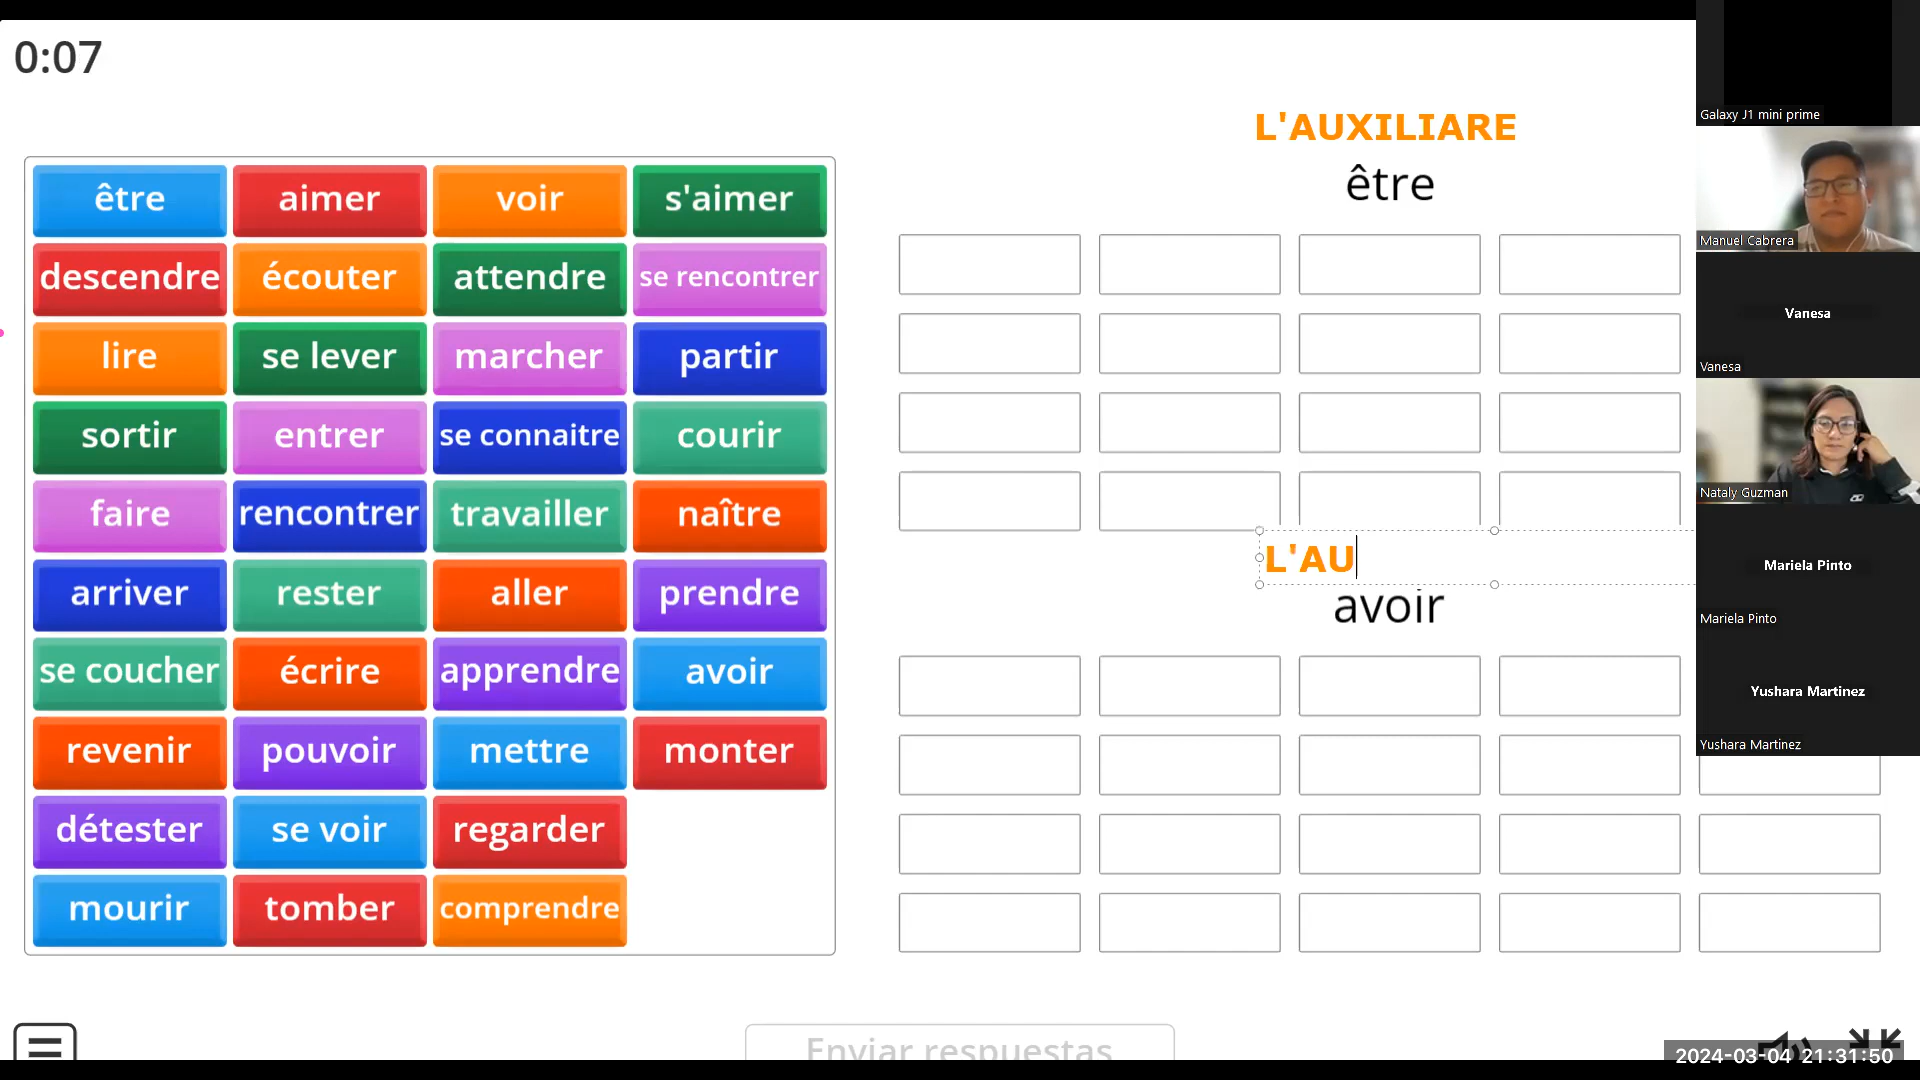 0:07
L'AUXILIARE
être
être aimer voir s'aimer
descendre écouter attendre se rencontrer
lire se lever marcher partir
sortir entrer se connaitre courir
faire rencontrer travailler naître
arriver rester aller prendre
se coucher écrire apprendre avoir
revenir pouvoir mettre monter
détester se voir regarder
mourir tomber comprendre
L'AU
avoir
Enviar respuestas
Galaxy J1 mini prime
Manuel Cabrera
Vanesa
Vanesa
Nataly Guzman
Mariela Pinto
Mariela Pinto
Yushara Martinez
Yushara Martinez
2024-03-04 21:31:50